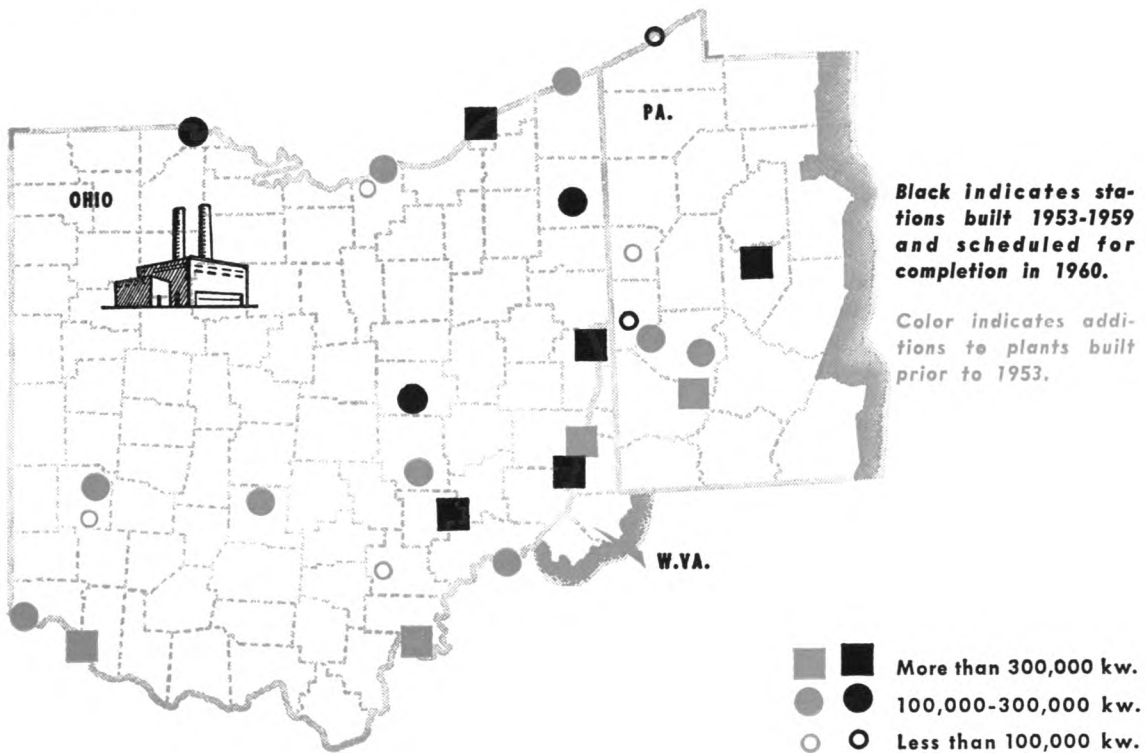 PA.
OHIO
Black indicates sta-
tions built 1953-1959
and scheduled for
completion in 1960.
Color indicates addi-
tions to plants built
prior to 1953.
W.VA.
More than 300,000 kw.
100,000-300,000 kw.
Less than 100,000 kw.